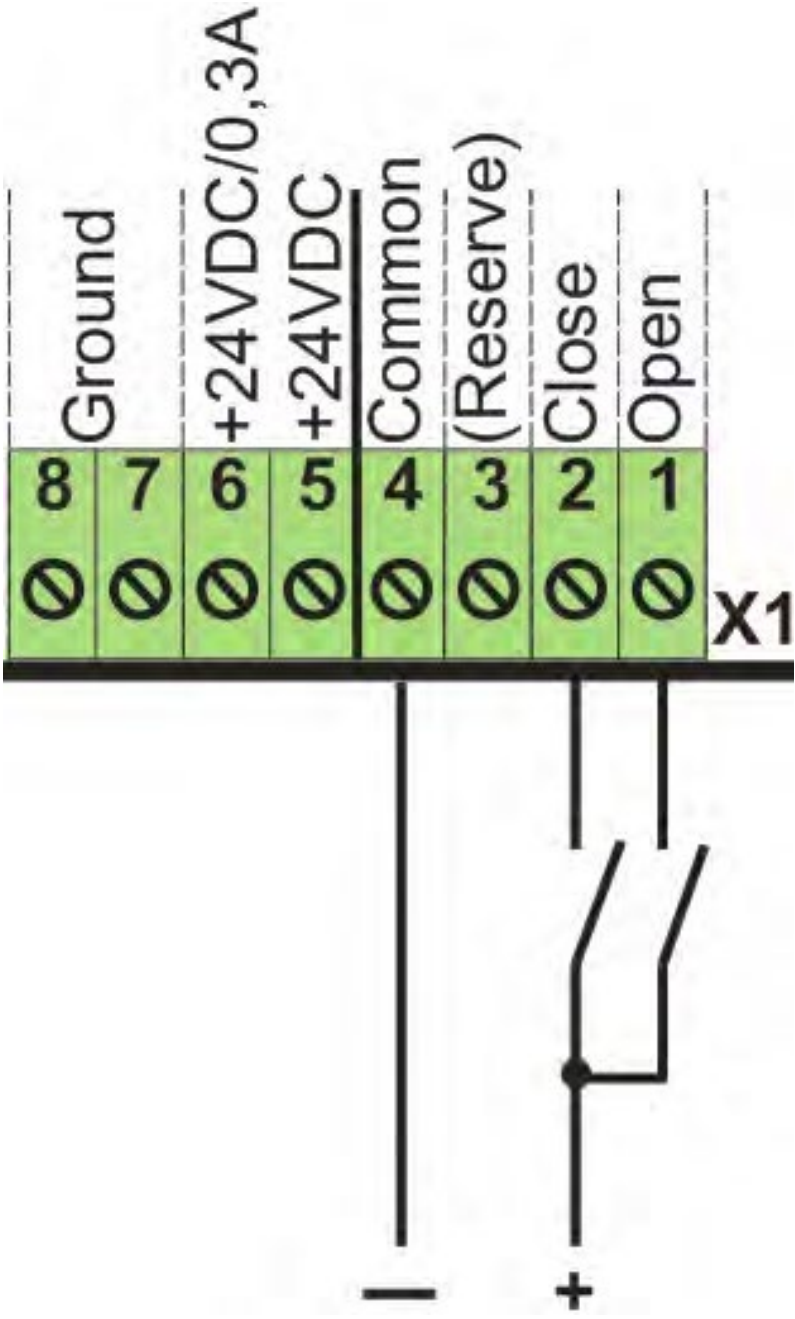 Ground
+24VDC/0,3A
+24VDC
Common
(Reserve)
Close
Open
8 7 6 5 4 3 2 1
X1
— +